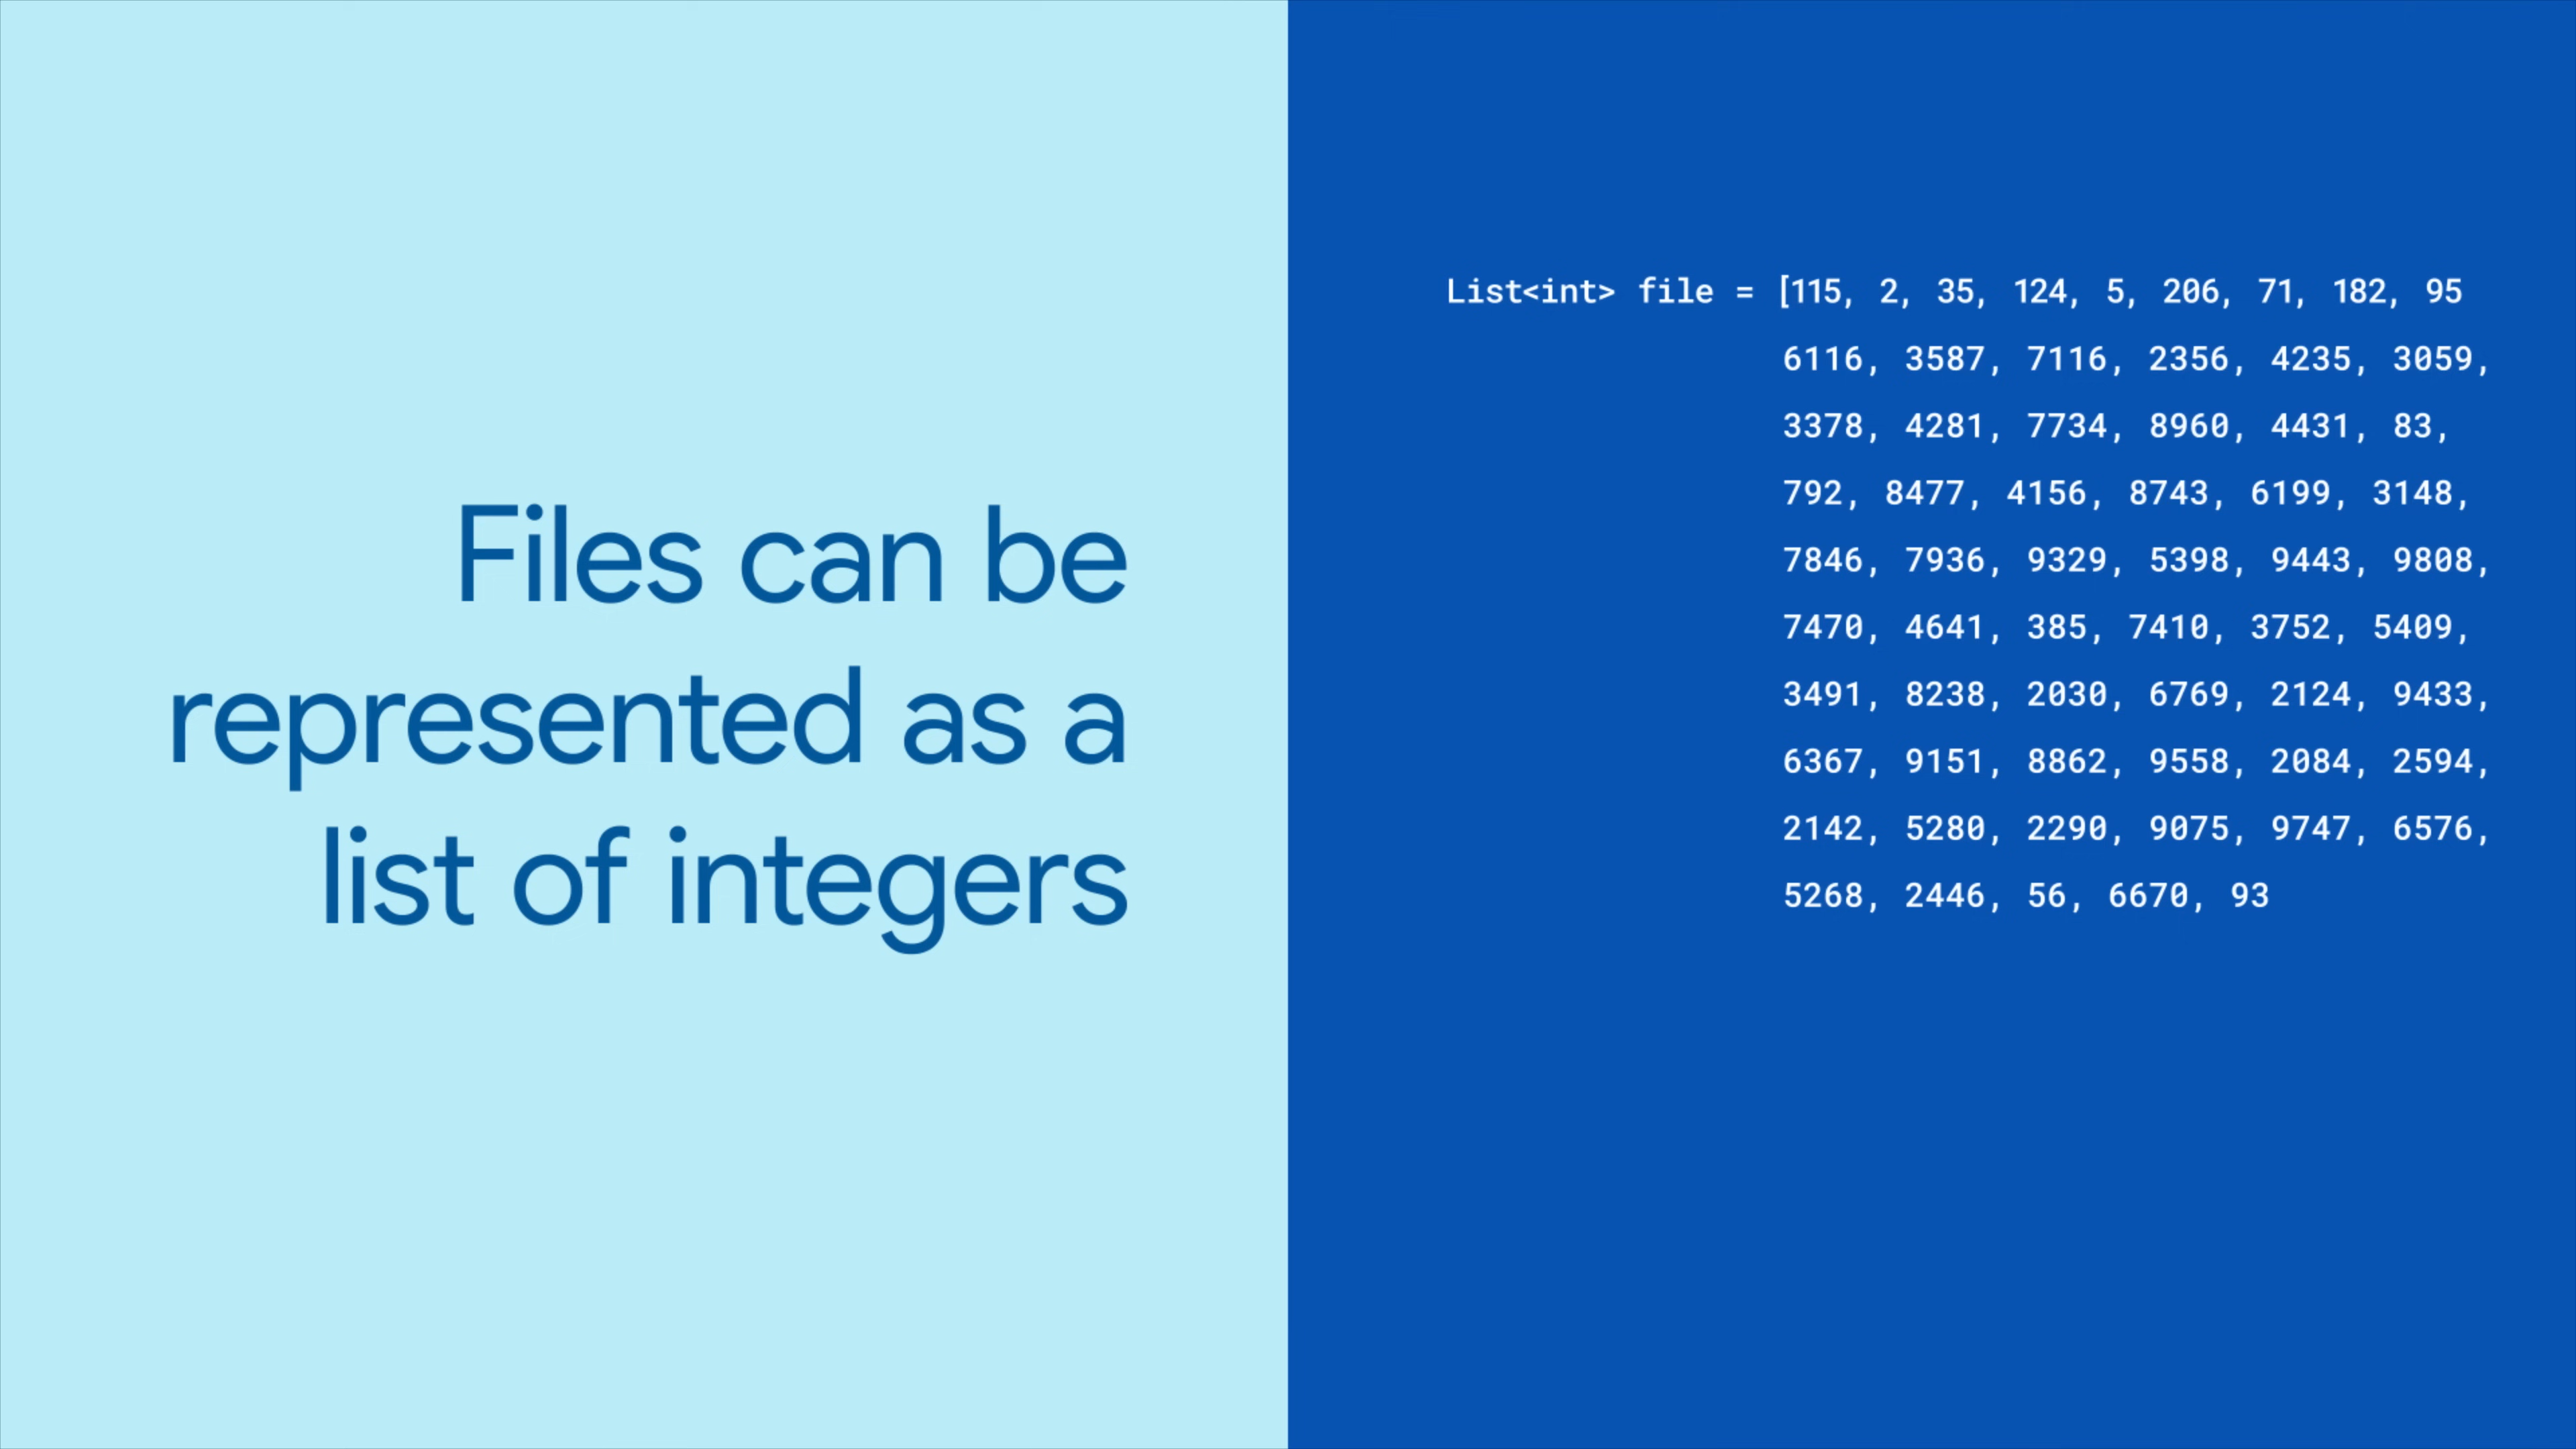 Files can be
represented as a
list of integers
List<int> file = [115, 2, 35, 124, 5, 206, 71, 182, 95
6116, 3587, 7116, 2356, 4235, 3059,
3378, 4281, 7734, 8960, 4431, 83,
792, 8477, 4156, 8743, 6199, 3148,
7846, 7936, 9329, 5398, 9443, 9808,
7470, 4641, 385, 7410, 3752, 5409,
3491, 8238, 2030, 6769, 2124, 9433,
6367, 9151, 8862, 9558, 2084, 2594,
2142, 5280, 2290, 9075, 9747, 6576,
5268, 2446, 56, 6670, 93